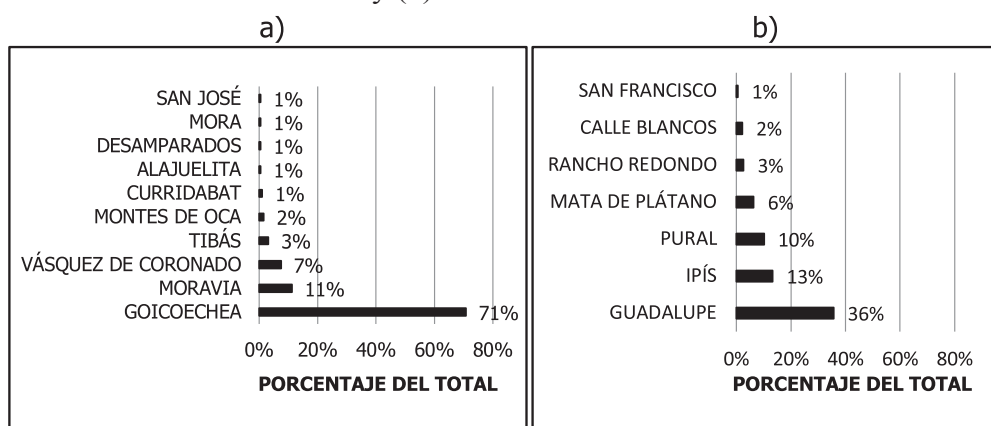 a)
SAN JOSÉ 1%
MORA 1%
DESAMPARADOS 1%
ALAJUELITA 1%
CURRIDABAT 1%
MONTES DE OCA 2%
TIBÁS 3%
VÁSQUEZ DE CORONADO 7%
MORAVIA 11%
GOICOECHEA 71%
0% 20% 40% 60% 80%
PORCENTAJE DEL TOTAL
b)
SAN FRANCISCO 1%
CALLE BLANCOS 2%
RANCHO REDONDO 3%
MATA DE PLÁTANO 6%
PURAL 10%
IPÍS 13%
GUADALUPE 36%
0% 20% 40% 60% 80%
PORCENTAJE DEL TOTAL